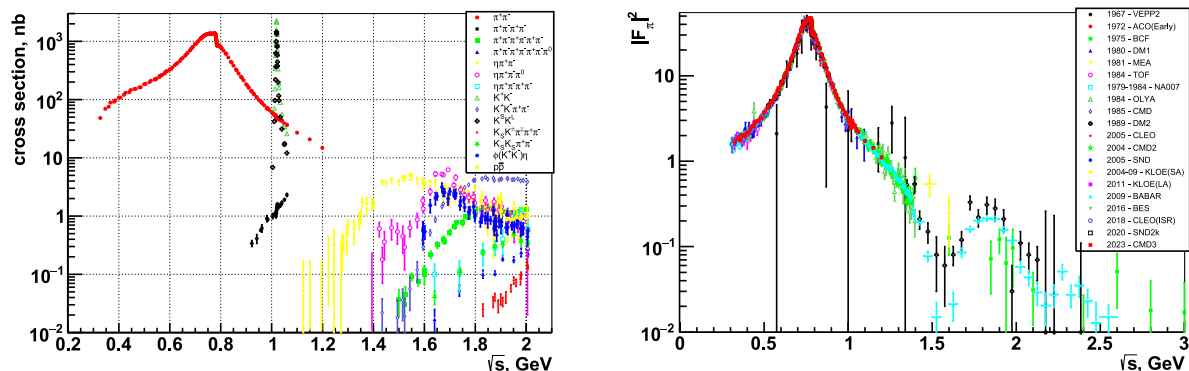 cross section, nb
10³
10²
10
1
10⁻¹
10⁻²
0.2 0.4 0.6 0.8 1 1.2 1.4 1.6 1.8 2 2.2
√s, GeV
π⁺π⁻
π⁺π⁻π⁺π⁻
π⁺π⁻π⁺π⁻π⁺π⁻
π⁺π⁻π⁺π⁻π⁺π⁻π⁰
ηπ⁺π⁻
ηπ⁺π⁻π⁰
ηπ⁺π⁻π⁺π⁻
K⁺K⁻
K⁺K⁻π⁺π⁻
KₛK±π∓π⁺π⁻
KₛKₛπ⁺π⁻
φ(K⁺K⁻)η
pp̄
|Fπ|²
10
1
10⁻¹
10⁻²
0 0.5 1 1.5 2 2.5 3
√s, GeV
1967 - VEPP2
1972 - ACO(Early)
1975 - BCF
1980 - DM1
1981 - MEA
1984 - TOF
1979-1984 - NA007
1984 - OLYA
1985 - CMD
1989 - DM2
2005 - CLEO
2004 - CMD2
2005 - SND
2004-09 - KLOE(SA)
2011 - KLOE(LA)
2009 - BABAR
2016 - BES
2018 - CLEO(ISR)
2020 - SND2k
2023 - CMD3